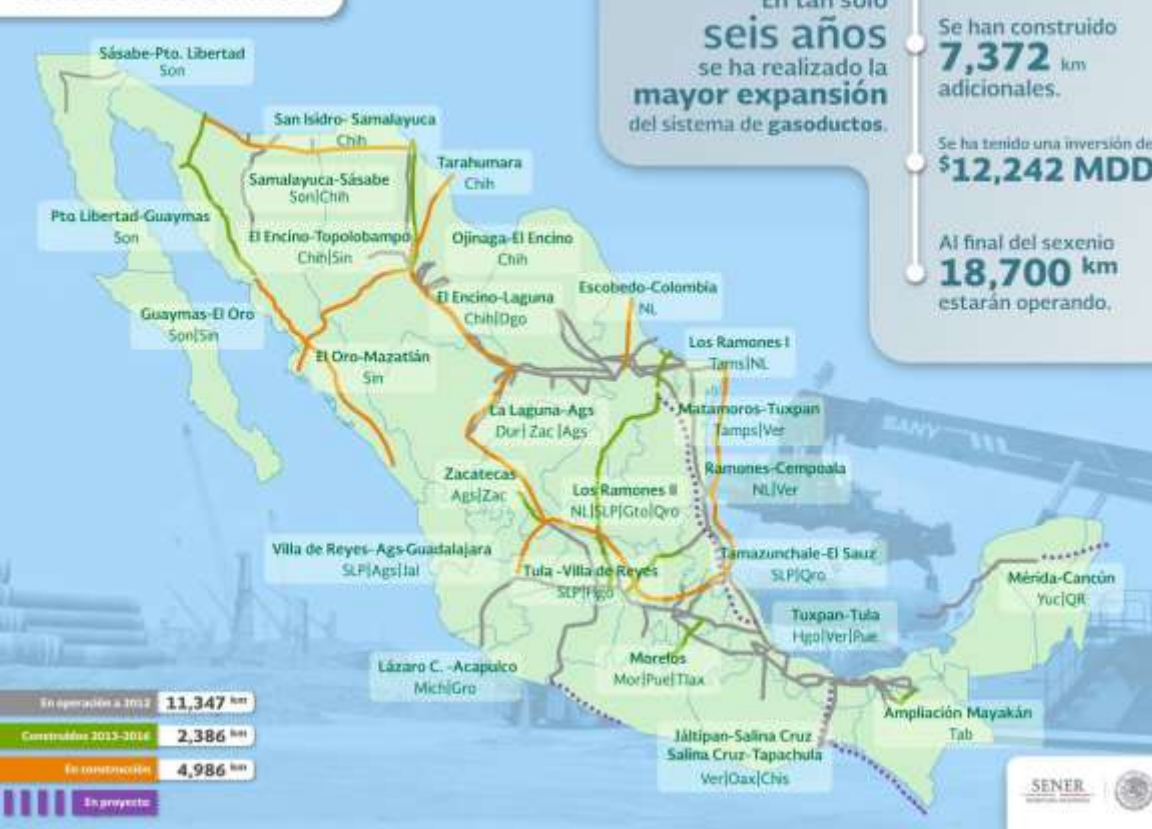 En tan solo
seis años
se ha realizado la
mayor expansión
del sistema de gasoductos.
Se han construido
7,372 km
adicionales.
Se ha tenido una inversión de
$12,242 MDD
Al final del sexenio
18,700 km
estarán operando.
Sásabe-Pto. Libertad
Son
San Isidro- Samalayuca
Chih
Tarahumara
Chih
Samalayuca-Sásabe
Son|Chih
Pto Libertad-Guaymas
Son
El Encino-Topolobampo
Chih|Sin
Ojinaga-El Encino
Chih
El Encino-Laguna
Chih|Dgo
Escobedo-Colombia
NL
Guaymas-El Oro
Son|Sin
Los Ramones I
Tams|NL
El Oro-Mazatlán
Sin
La Laguna-Ags
Dur| Zac |Ags
Matamoros-Tuxpan
Tamps|Ver
Zacatecas
Ags|Zac
Los Ramones II
NL|SLP|Gto|Qro
Ramones-Cempoala
NL|Ver
Villa de Reyes-Ags-Guadalajara
SLP|Ags|Jal
Tula -Villa de Reyes
SLP|Hgo
Tamazunchale-El Sauz
SLP|Qro
Mérida-Cancún
Yuc|QR
Tuxpan-Tula
Hgo|Ver|Pue
Lázaro C. -Acapulco
Mich|Gro
Morelos
Mor|Pue|Tlax
Ampliación Mayakán
Tab
Jáltipan-Salina Cruz
Salina Cruz-Tapachula
Ver|Oax|Chis
En operación a 2012 11,347 km
Construidos 2013-2016 2,386 km
En construcción 4,986 km
En proyecto
SANY
SENER